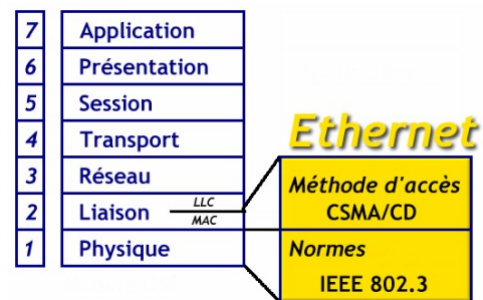 7 Application
6 Présentation
5 Session
4 Transport
3 Réseau
2 Liaison LLC
MAC
1 Physique
Ethernet
Méthode d'accès
CSMA/CD
Normes
IEEE 802.3